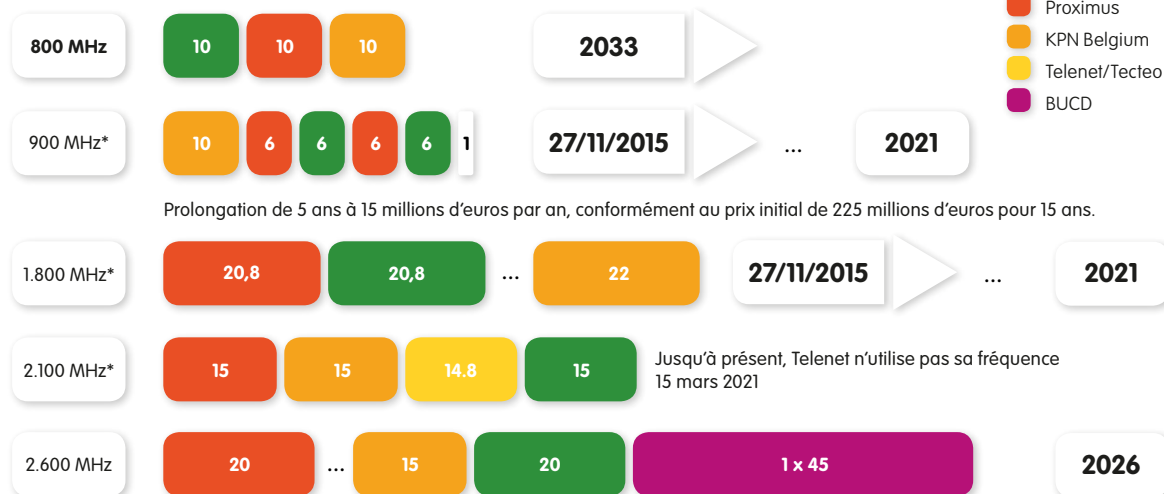 Proximus
KPN Belgium
Telenet/Tecteo
BUCD
800 MHz 10 10 10 2033
900 MHz* 10 6 6 6 6 1 27/11/2015 ... 2021
Prolongation de 5 ans à 15 millions d'euros par an, conformément au prix initial de 225 millions d'euros pour 15 ans.
1.800 MHz* 20,8 20,8 ... 22 27/11/2015 ... 2021
2.100 MHz* 15 15 14.8 15 Jusqu'à présent, Telenet n'utilise pas sa fréquence
15 mars 2021
2.600 MHz 20 ... 15 20 1 x 45 2026